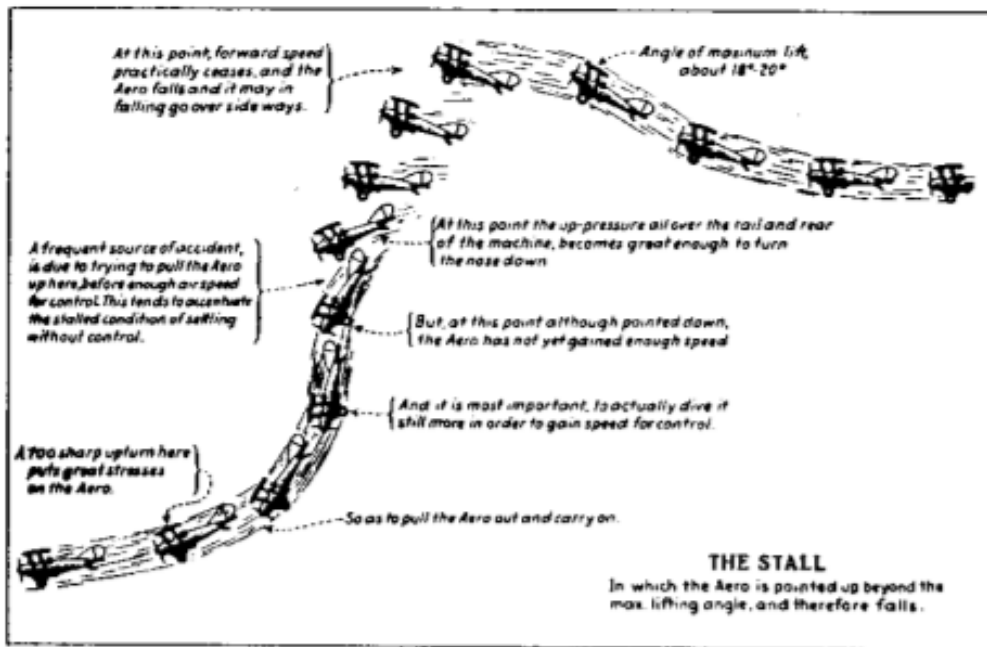 At this point, forward speed
practically ceases, and the
Aero falls and it may in
falling go over side ways.
Angle of maximum lift,
about 18°-20°
At this point the up-pressure all over the tail and rear
of the machine, becomes great enough to turn
the nose down
A frequent source of accident,
is due to trying to pull the Aero
up here, before enough air speed
for control. This tends to accentuate
the stalled condition of settling
without control.
But, at this point although pointed down,
the Aero has not yet gained enough speed
And it is most important, to actually dive it
still more in order to gain speed for control.
A too sharp upturn here
puts great stresses
on the Aero.
So as to pull the Aero out and carry on.
THE STALL
In which the Aero is pointed up beyond the
max. lifting angle, and therefore falls.